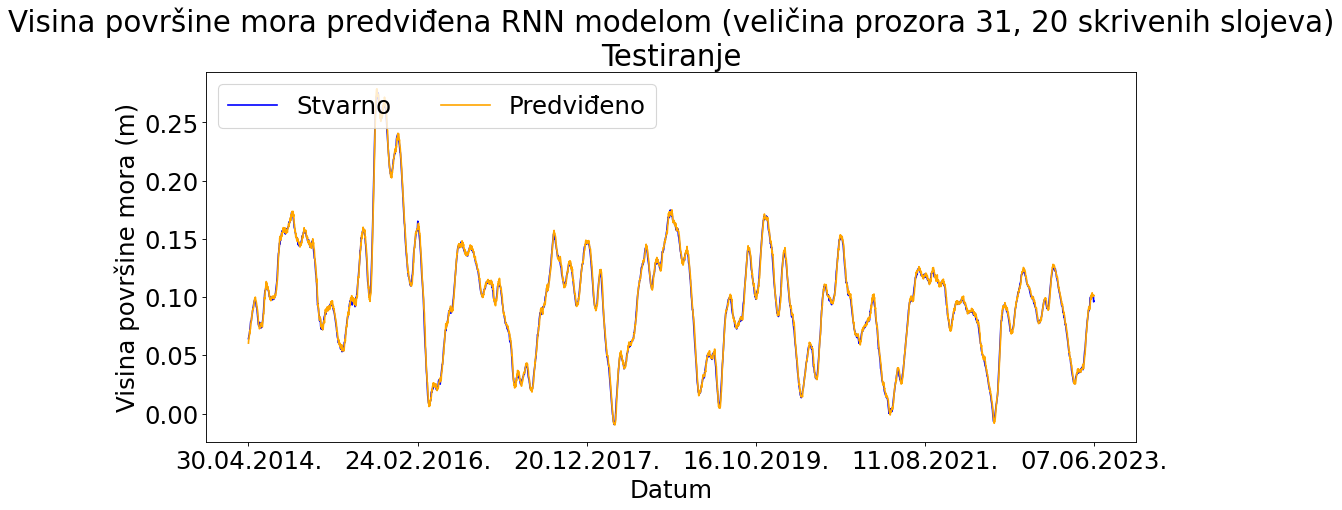 Visina površine mora predviđena RNN modelom (veličina prozora 31, 20 skrivenih slojeva)
Testiranje
Stvarno Predviđeno
Visina površine mora (m)
0.25
0.20
0.15
0.10
0.05
0.00
30.04.2014. 24.02.2016. 20.12.2017. 16.10.2019. 11.08.2021. 07.06.2023.
Datum